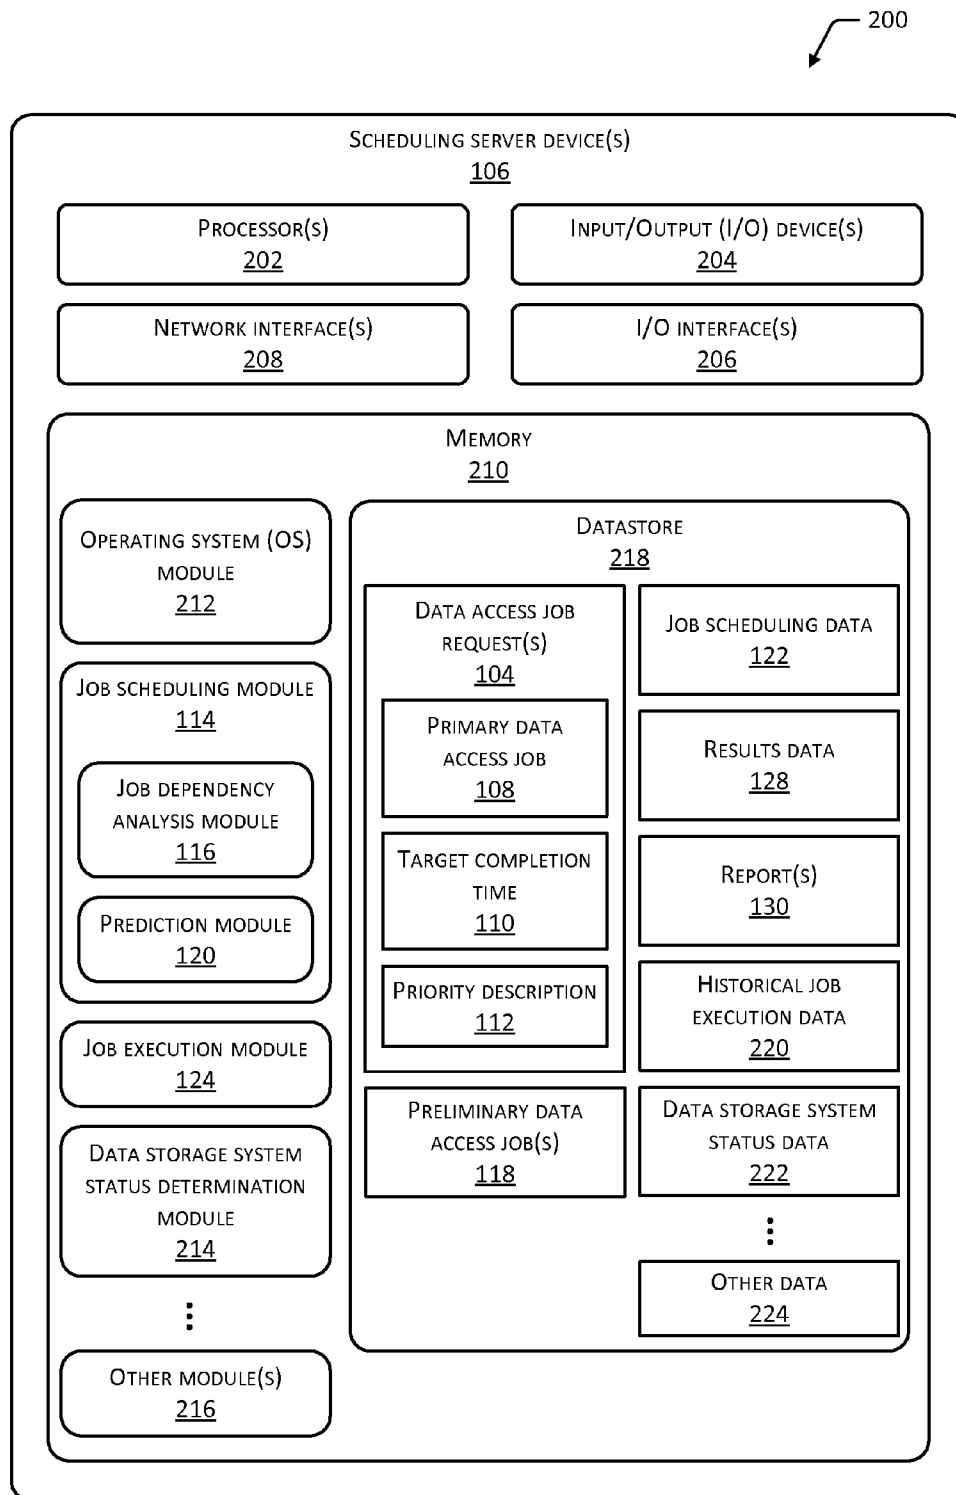 200
Scheduling server device(s)
106
Processor(s)
202
Input/Output (I/O) device(s)
204
Network interface(s)
208
I/O interface(s)
206
Memory
210
Operating system (OS)
module
212
Job scheduling module
114
Job dependency
analysis module
116
Prediction module
120
Job execution module
124
Data storage system
status determination
module
214
Other module(s)
216
Datastore
218
Data access job
request(s)
104
Primary data
access job
108
Target completion
time
110
Priority description
112
Preliminary data
access job(s)
118
Job scheduling data
122
Results data
128
Report(s)
130
Historical job
execution data
220
Data storage system
status data
222
Other data
224